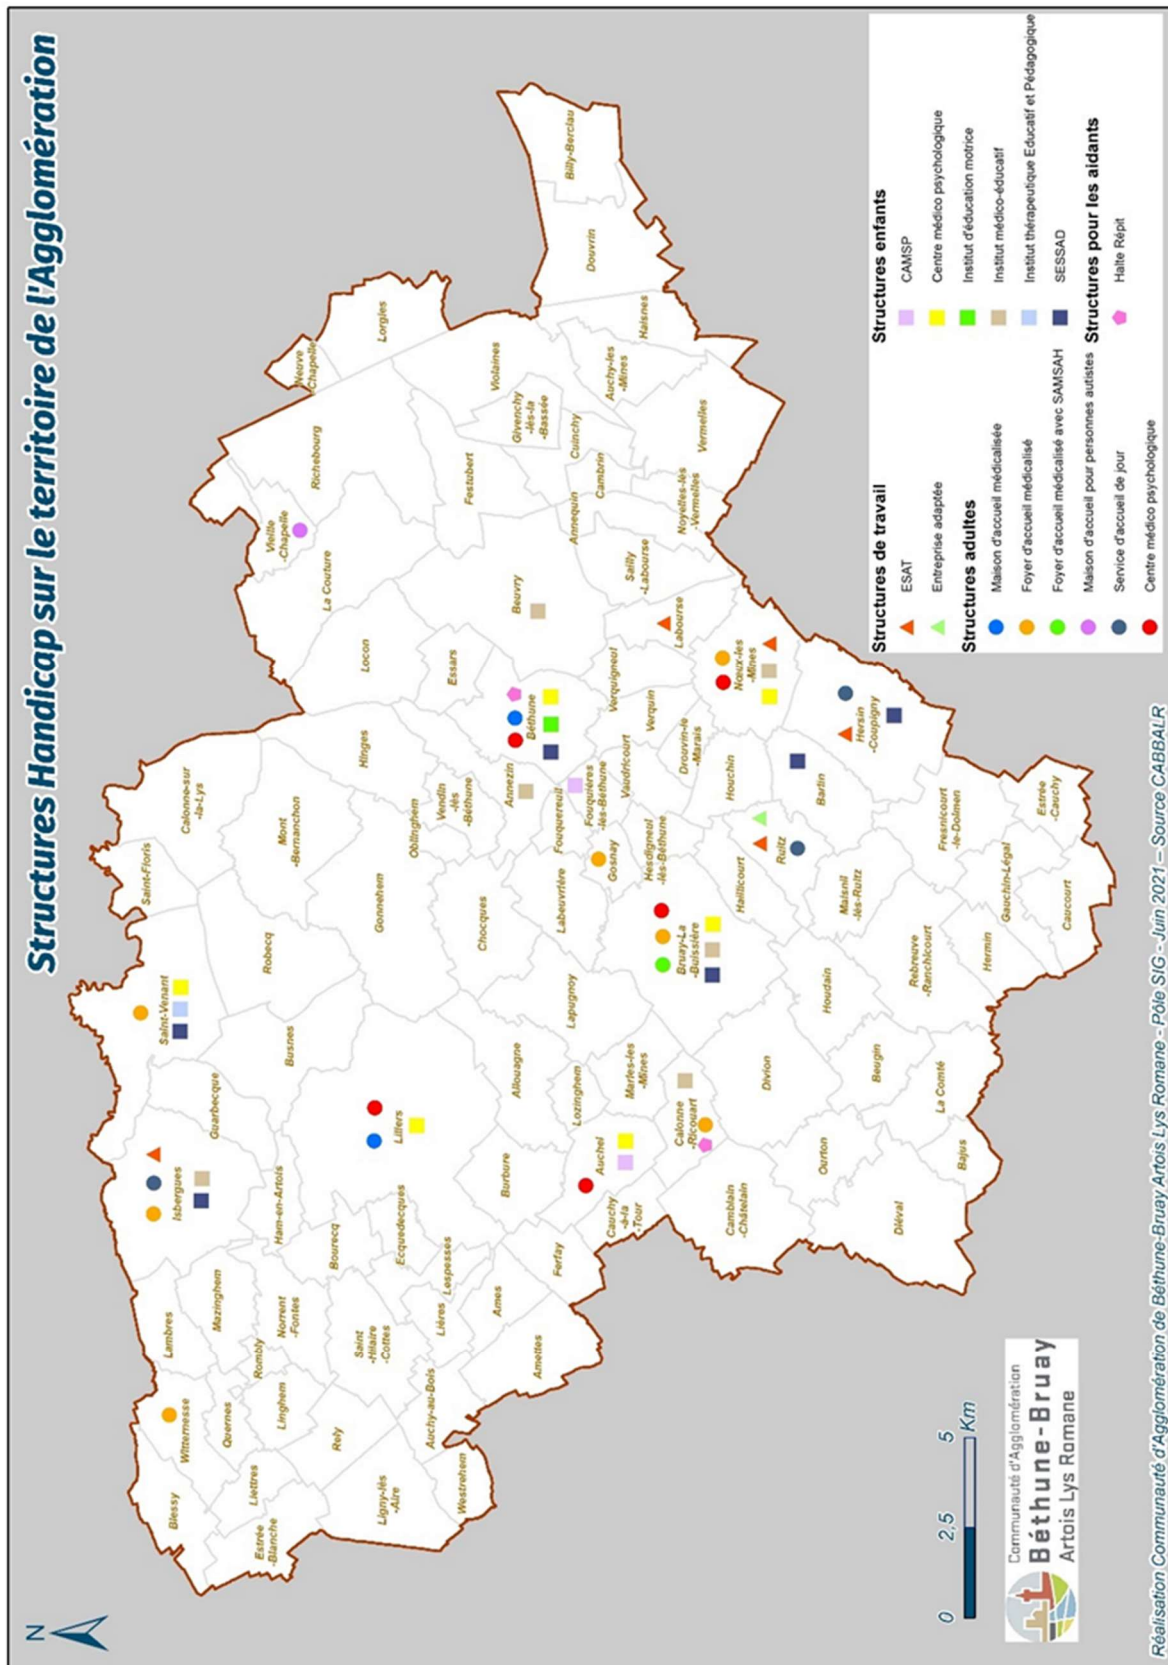 Structures Handicap sur le territoire de l'Agglomération
N
Blessy
Witternesse
Lambres
Isbergues
Saint-Venant
Saint-Floris
Calonne-sur
-la-Lys
Estrée
-Blanche
Liettres
Quernes
Mazinghem
Guarbecque
Robecq
Mont
-Bernanchon
Linghem
Rombly
Norrent
-Fontes
Ham-en-Artois
Busnes
Hinges
Locon
La Couture
Vieille
-Chapelle
Richebourg
Neuve
-Chapelle
Lorgies
Rely
Saint
-Hilaire
-Cottes
Bourecq
Lillers
Gonnehem
Oblinghem
Vendin
-lès
-Béthune
Essars
Festubert
Violaines
Ligny-lès
-Aire
Auchy-au-Bois
Lières
Lespesses
Ecquedecques
Westrehem
Ames
Amettes
Ferfay
Burbure
Allouagne
Chocques
Annezin
Béthune
Beuvry
Givenchy
-lès-la
-Bassée
Cuinchy
Cambrin
Annequin
Billy-Berclau
Douvrin
Haisnes
Auchy-les
-Mines
Vermelles
Noyelles-lès
-Vermelles
Sailly
-Labourse
Labourse
Verquigneul
Verquin
Fouquereuil
Fouquières
-lès-Béthune
Vaudricourt
Drouvin-le
-Marais
Nœux-les
-Mines
Labeuvrière
Gosnay
Hesdigneul
-lès-Béthune
Houchin
Lapugnoy
Lozinghem
Marles-les
-Mines
Auchel
Cauchy
-à-la
-Tour
Calonne
-Ricouart
Bruay-La
-Buissière
Haillicourt
Ruitz
Barlin
Hersin
-Coupigny
Camblain
-Châtelain
Divion
Houdain
Maisnil
-lès-Ruitz
Ourton
Beugin
Rebreuve
-Ranchicourt
Fresnicourt
-le-Dolmen
Diéval
Bajus
La Comté
Hermin
Gauchin-Légal
Estrée
-Cauchy
Caucourt
Structures de travail
ESAT
Entreprise adaptée
Structures adultes
Maison d'accueil médicalisée
Foyer d'accueil médicalisé
Foyer d'accueil médicalisé avec SAMSAH
Maison d'accueil pour personnes autistes
Service d'accueil de jour
Centre médico psychologique
Structures enfants
CAMSP
Centre médico psychologique
Institut d'éducation motrice
Institut médico-éducatif
Institut thérapeutique Educatif et Pédagogique
SESSAD
Structures pour les aidants
Halte Répit
0 2,5 5 Km
Communauté d'Agglomération
Béthune-Bruay
Artois Lys Romane
Réalisation Communauté d'Agglomération de Béthune-Bruay Artois Lys Romane - Pôle SIG - Juin 2021 – Source CABBALR